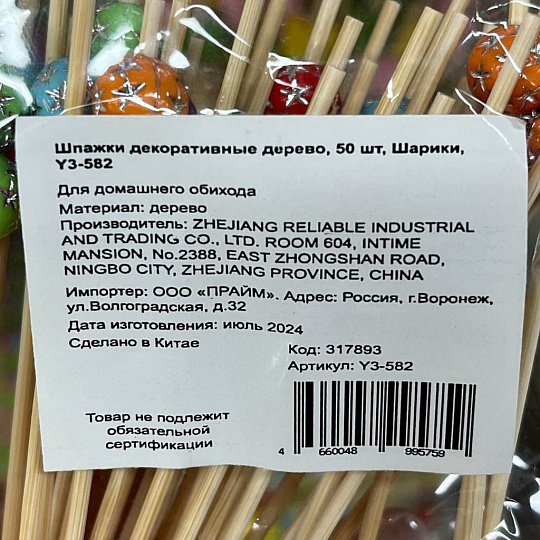 Шпажки декоративные дерево, 50 шт, Шарики,
Y3-582
Для домашнего обихода
Материал: дерево
Производитель: ZHEJIANG RELIABLE INDUSTRIAL
AND TRADING CO., LTD. ROOM 604, INTIME
MANSION, No.2388, EAST ZHONGSHAN ROAD,
NINGBO CITY, ZHEJIANG PROVINCE, CHINA
Импортер: ООО «ПРАЙМ». Адрес: Россия, г.Воронеж,
ул.Волгоградская, д.32
Дата изготовления: июль 2024
Сделано в Китае
Код: 317893
Артикул: Y3-582
Товар не подлежит
обязательной
сертификации
4 660048 995759